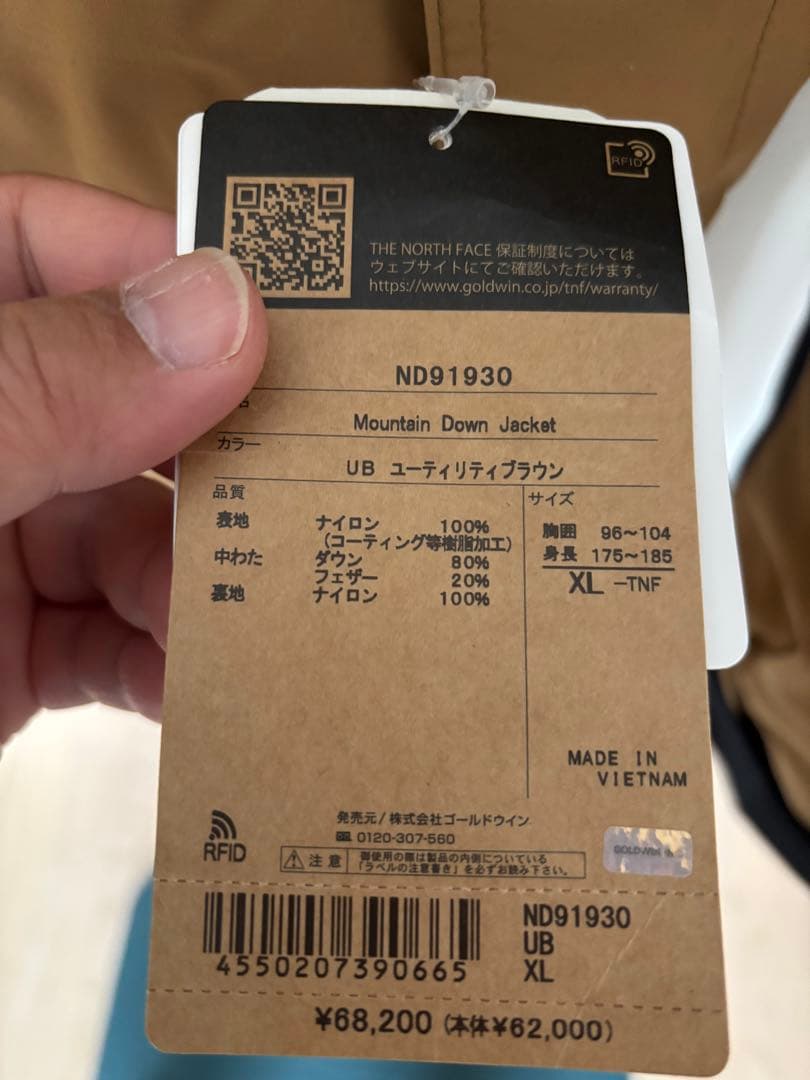 RFID
THE NORTH FACE 保証制度については
ウェブサイトにてご確認いただけます。
https://www.goldwin.co.jp/tnf/warranty/
ND91930
名
Mountain Down Jacket
カラー
UB ユーティリティブラウン
品質
表地 ナイロン 100%
(コーティング等樹脂加工)
中わた ダウン 80%
フェザー 20%
裏地 ナイロン 100%
サイズ
胸囲 96~104
身長 175~185
XL -TNF
MADE IN
VIETNAM
発売元/株式会社ゴールドウイン
0120-307-560
RFID
注意 御使用の際は製品の内側についている
「ラベルの注意書き」を必ずお読み下さい。
GOLDWIN
4550207390665
ND91930
UB
XL
¥68,200 (本体¥62,000)